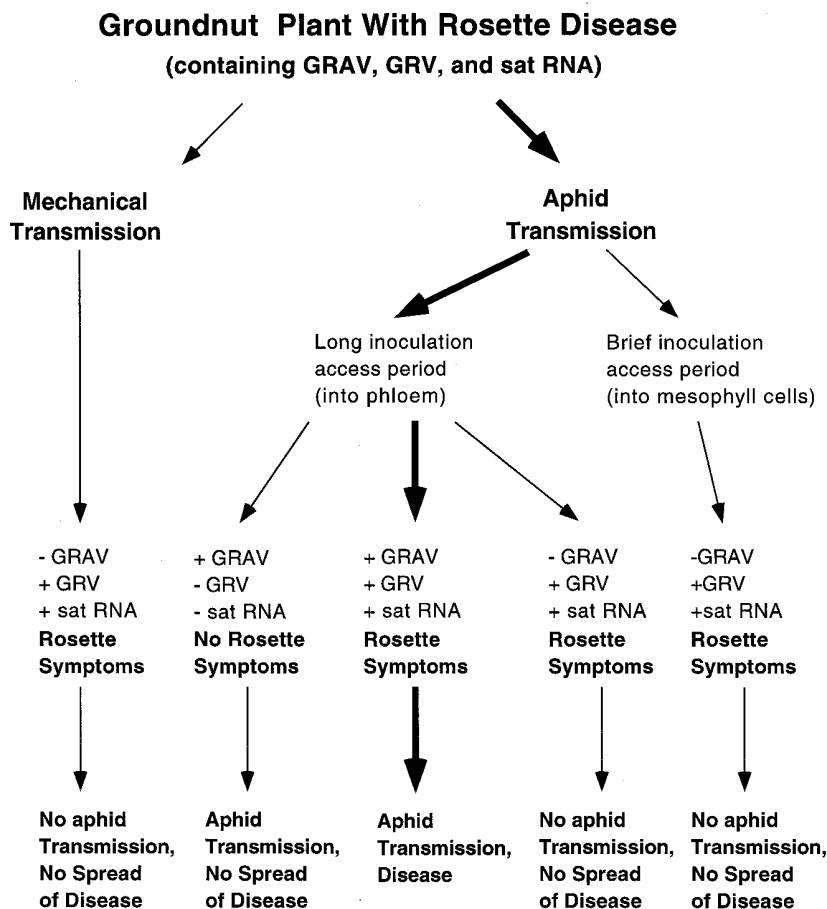 Groundnut Plant With Rosette Disease
(containing GRAV, GRV, and sat RNA)
Mechanical
Transmission
Aphid
Transmission
Long inoculation
access period
(into phloem)
Brief inoculation
access period
(into mesophyll cells)
- GRAV
+ GRV
+ sat RNA
Rosette
Symptoms
+ GRAV
- GRV
- sat RNA
No Rosette
Symptoms
+ GRAV
+ GRV
+ sat RNA
Rosette
Symptoms
- GRAV
+ GRV
+ sat RNA
Rosette
Symptoms
-GRAV
+GRV
+sat RNA
Rosette
Symptoms
No aphid
Transmission,
No Spread
of Disease
Aphid
Transmission,
No Spread
of Disease
Aphid
Transmission,
Disease
No aphid
Transmission,
No Spread
of Disease
No aphid
Transmission,
No Spread
of Disease